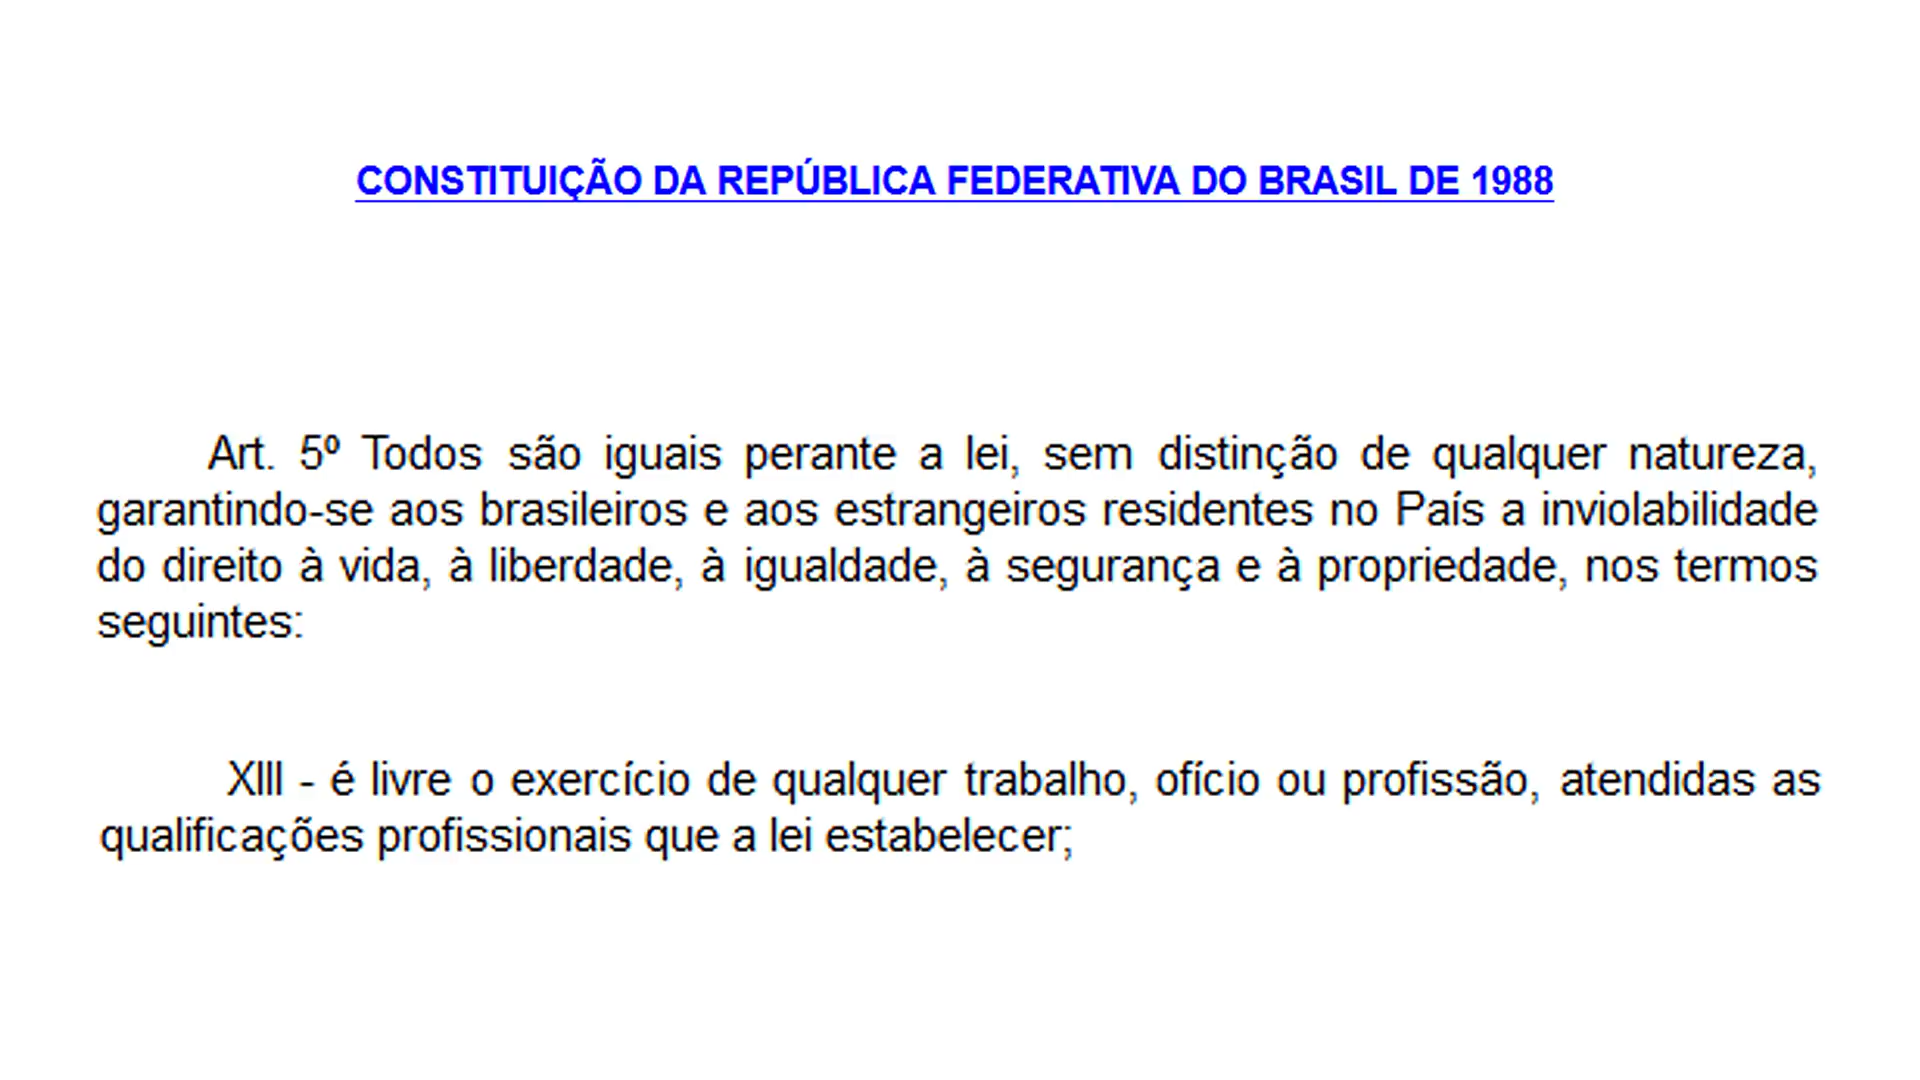 CONSTITUIÇÃO DA REPÚBLICA FEDERATIVA DO BRASIL DE 1988
Art. 5º Todos são iguais perante a lei, sem distinção de qualquer natureza,
garantindo-se aos brasileiros e aos estrangeiros residentes no País a inviolabilidade
do direito à vida, à liberdade, à igualdade, à segurança e à propriedade, nos termos
seguintes:
XIII - é livre o exercício de qualquer trabalho, ofício ou profissão, atendidas as
qualificações profissionais que a lei estabelecer;